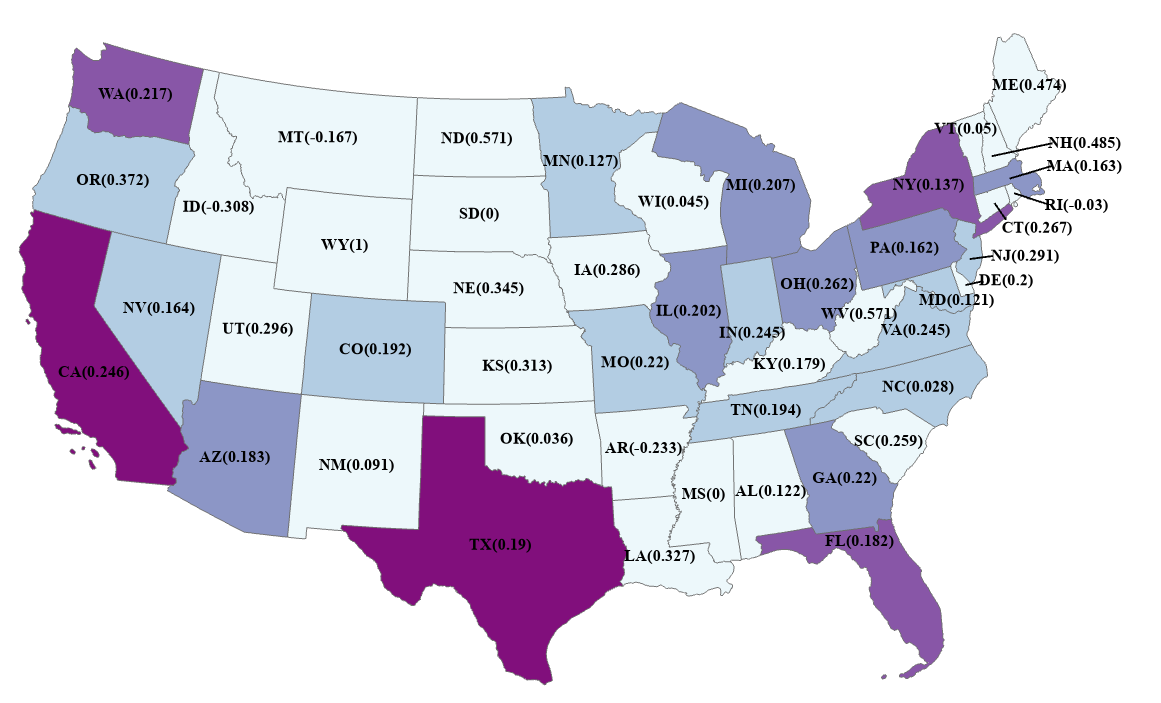 ME(0.474)
WA(0.217)
VT(0.05)
MT(-0.167)
ND(0.571)
NH(0.485)
MN(0.127)
MA(0.163)
OR(0.372)
MI(0.207)
NY(0.137)
ID(-0.308)
WI(0.045)
RI(-0.03)
SD(0)
CT(0.267)
WY(1)
PA(0.162)
NJ(0.291)
IA(0.286)
DE(0.2)
NE(0.345)
OH(0.262)
MD(0.121)
NV(0.164)
IL(0.202)
WV(0.571)
UT(0.296)
IN(0.245)
VA(0.245)
CO(0.192)
MO(0.22)
KS(0.313)
KY(0.179)
CA(0.246)
NC(0.028)
TN(0.194)
OK(0.036)
AR(-0.233)
SC(0.259)
AZ(0.183)
NM(0.091)
GA(0.22)
MS(0)
AL(0.122)
TX(0.19)
FL(0.182)
LA(0.327)